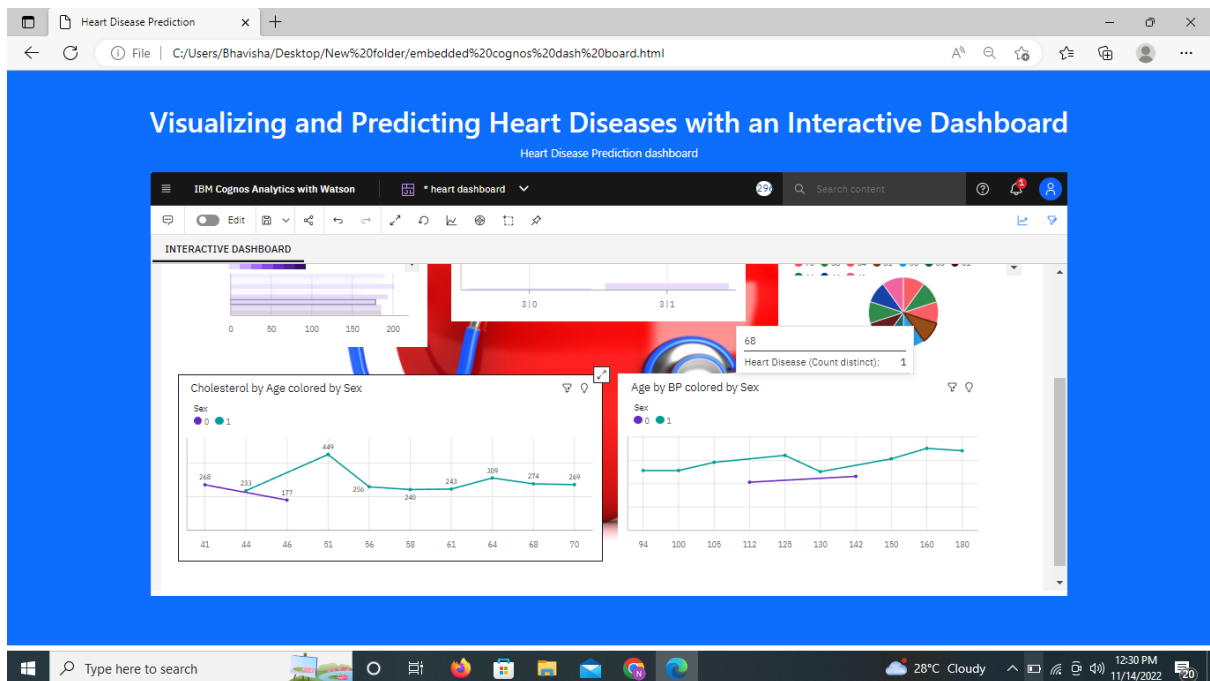 Heart Disease Prediction
File | C:/Users/Bhavisha/Desktop/New%20folder/embedded%20cognos%20dash%20board.html
Visualizing and Predicting Heart Diseases with an Interactive Dashboard
Heart Disease Prediction dashboard
IBM Cognos Analytics with Watson
* heart dashboard
Search content
1
Edit
INTERACTIVE DASHBOARD
0 50 100 150 200
3|0 3|1
68
Heart Disease (Count distinct): 1
Cholesterol by Age colored by Sex
Sex
0 1
449
268 233 177 256 240 243 309 274 269
41 44 46 51 56 58 61 64 68 70
Age by BP colored by Sex
Sex
0 1
94 100 105 112 125 130 142 150 160 180
Type here to search
28°C Cloudy
12:30 PM
11/14/2022
20